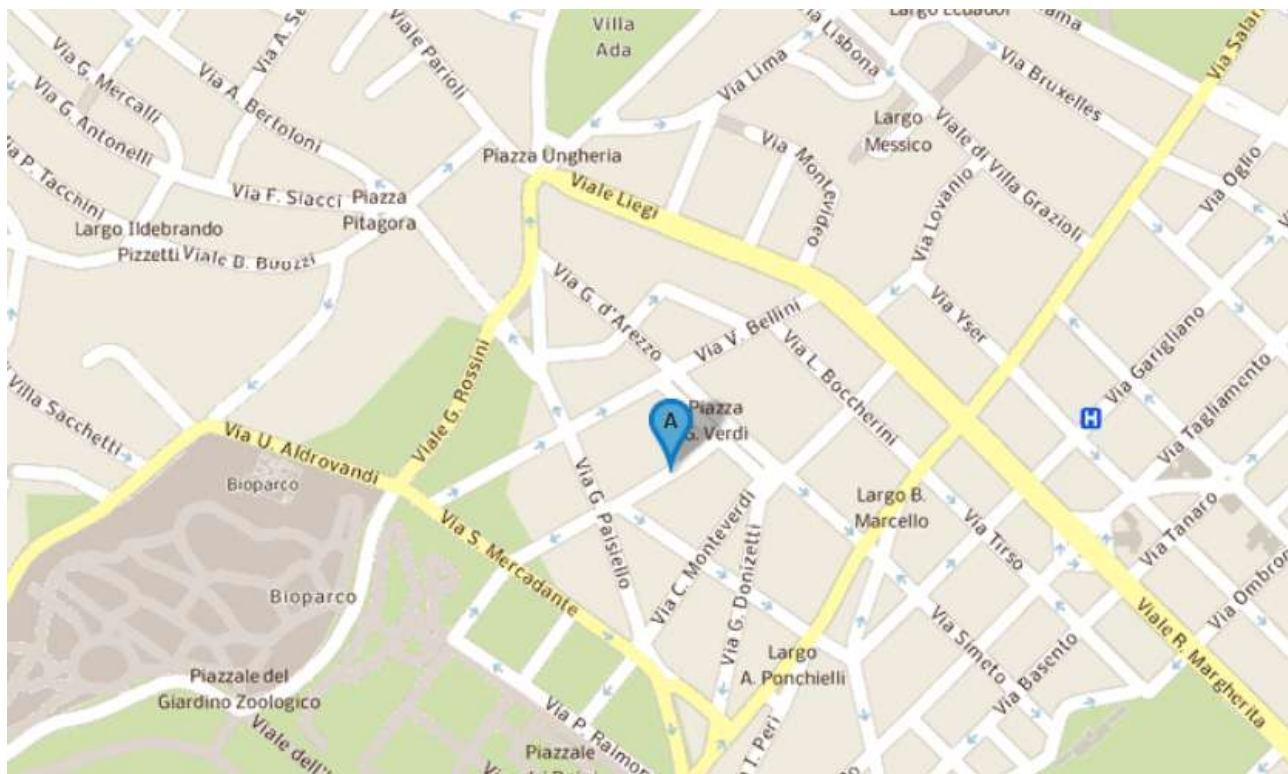 Villa
Ada
Largo Ecuador
Via Lisbona
Via Salaria
Viale Parioli
Via G. Mercalli
Via A. Bertoloni
Via Lima
Via Bruxelles
Via G. Antonelli
Largo
Messico
Viale di Villa Grazioli
Via Oglio
Piazza Ungheria
Via Montevideo
Via P. Tacchini
Via F. Siacci
Piazza
Pitagora
Viale Liegi
Via Lovanio
Largo Ildebrando
Pizzetti
Viale B. Buozzi
Via G. d'Arezzo
Via V. Bellini
Via Yser
Via Garigliano
Viale G. Rossini
Via L. Boccherini
Via Tagliamento
Villa Sacchetti
Via U. Aldrovandi
A
Piazza
G. Verdi
H
Bioparco
Via G. Paisiello
Largo B.
Marcello
Via S. Mercadante
Via C. Monteverdi
Via G. Donizetti
Via Tirso
Via Tanaro
Via Ombrone
Bioparco
Via Simeto
Via Basento
Viale R. Margherita
Largo
A. Ponchielli
Piazzale del
Giardino Zoologico
Viale dell'
Via P. Raimondi
Via I. Peri
Piazzale